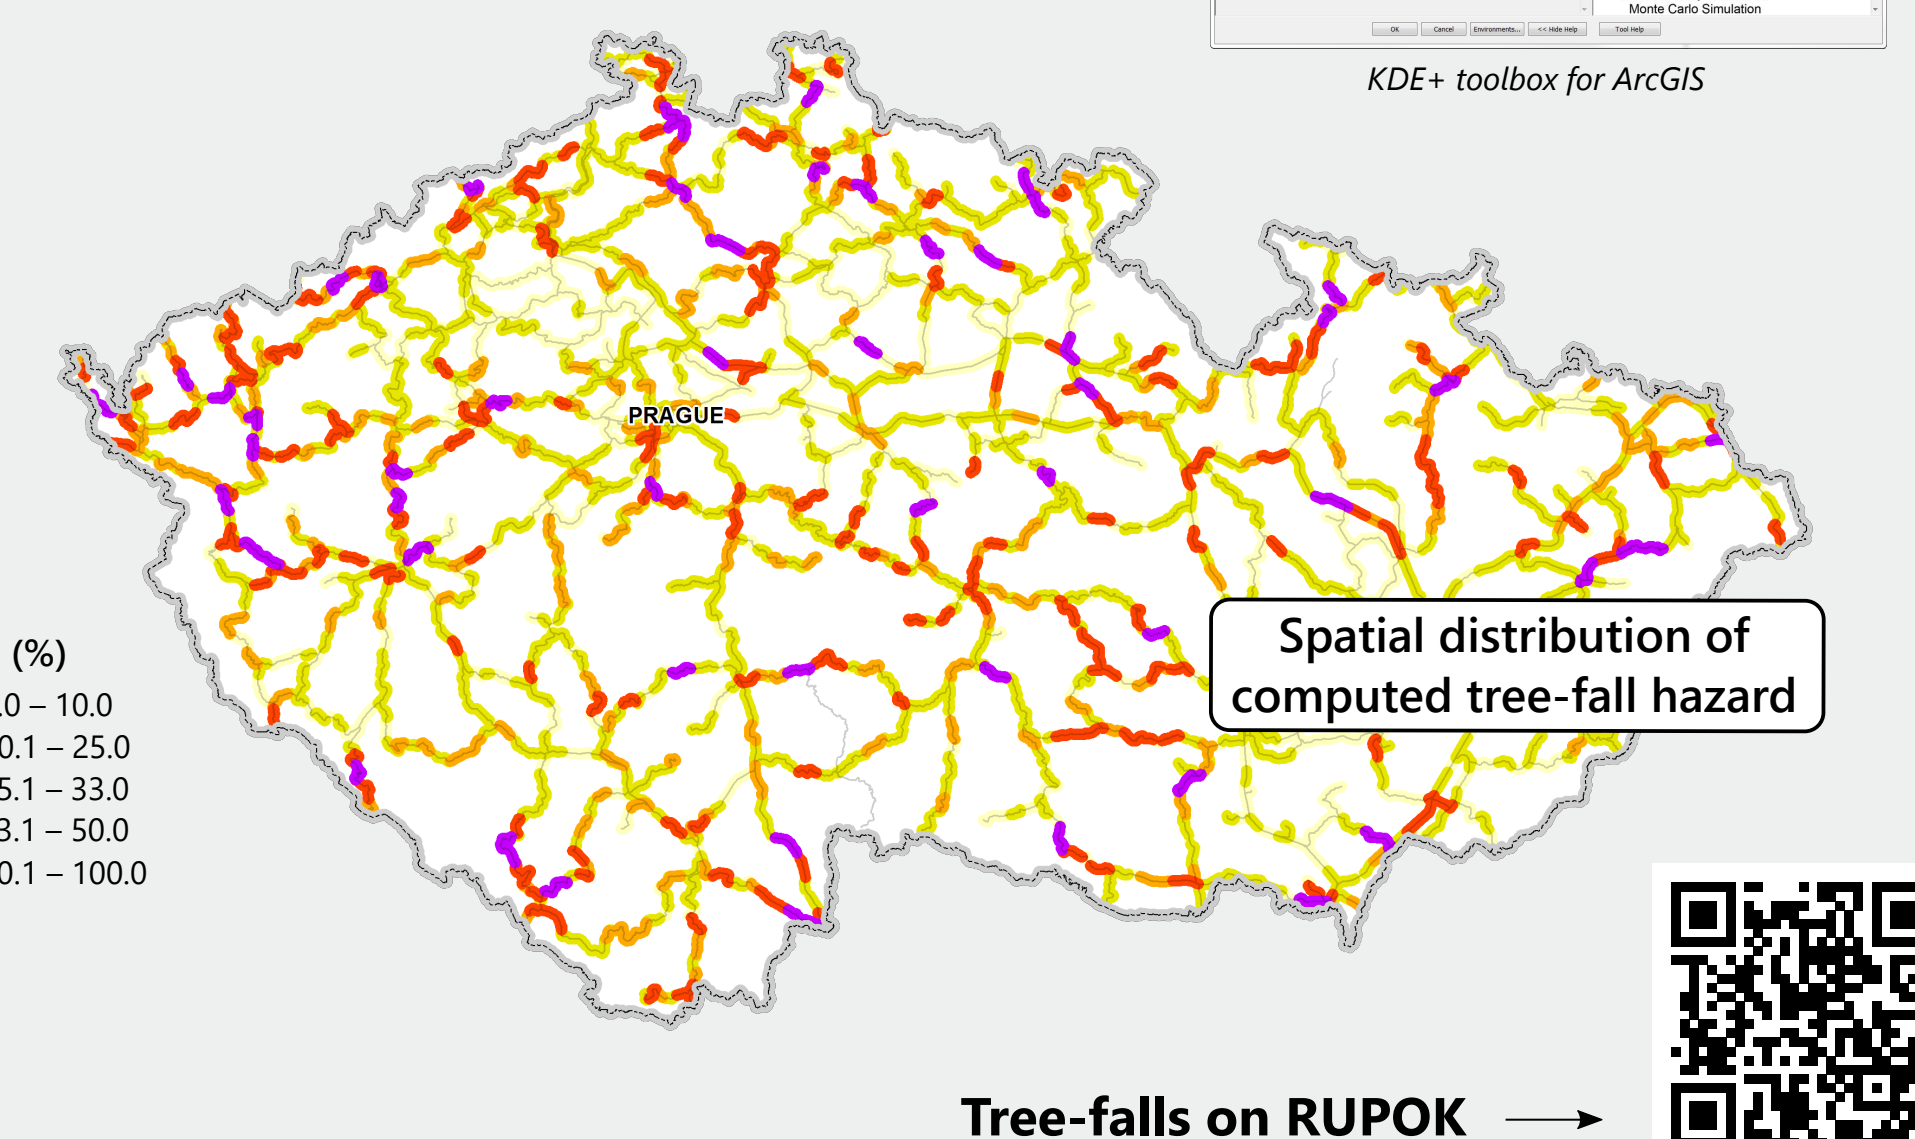 Monte Carlo Simulation
OK Cancel Environments... << Hide Help Tool Help
KDE+ toolbox for ArcGIS
PRAGUE
(%)
.0 – 10.0
0.1 – 25.0
5.1 – 33.0
3.1 – 50.0
0.1 – 100.0
Spatial distribution of
computed tree-fall hazard
Tree-falls on RUPOK